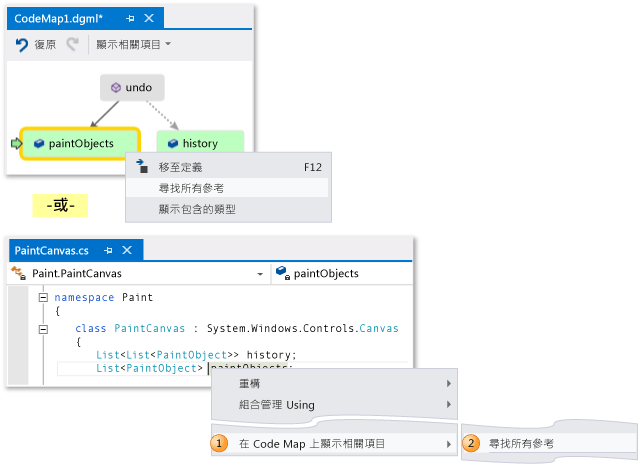 CodeMap1.dgml*
復原 顯示相關項目
undo
paintObjects history
移至定義 F12
尋找所有參考
顯示包含的類型
-或-
PaintCanvas.cs
Paint.PaintCanvas paintObjects
namespace Paint
{
class PaintCanvas : System.Windows.Controls.Canvas
{
List<List<PaintObject>> history;
List<PaintObject> paintObjects;
重構
組合管理 Using
1 在 Code Map 上顯示相關項目 2 尋找所有參考